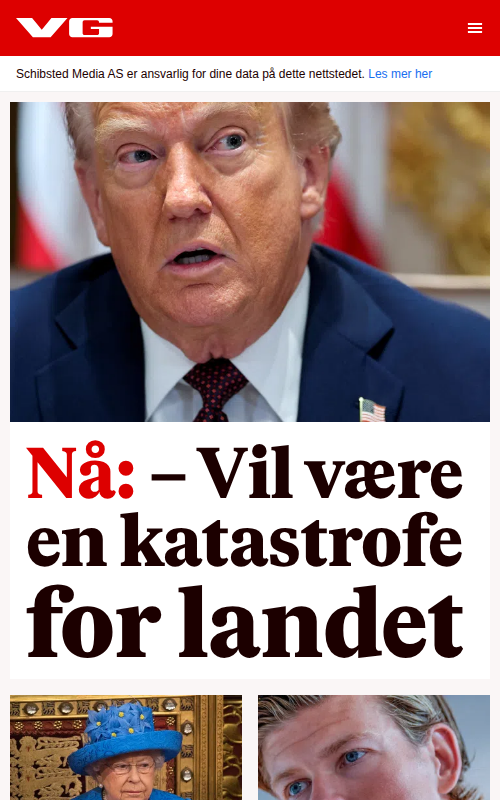 VG
Schibsted Media AS er ansvarlig for dine data på dette nettstedet. Les mer her
Nå: – Vil være
en katastrofe
for landet